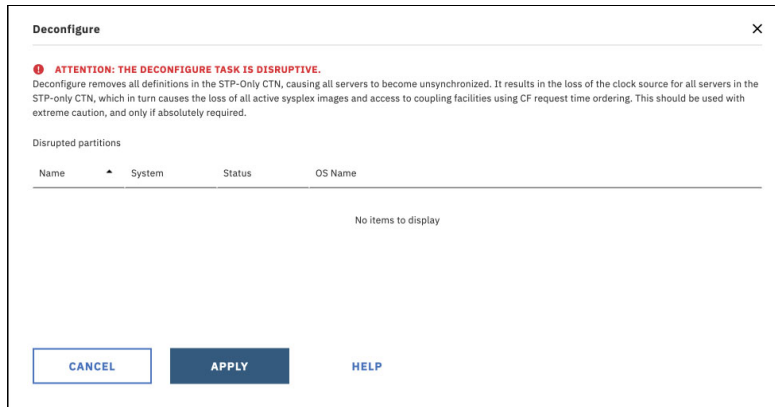 Deconfigure
ATTENTION: THE DECONFIGURE TASK IS DISRUPTIVE.
Deconfigure removes all definitions in the STP-Only CTN, causing all servers to become unsynchronized. It results in the loss of the clock source for all servers in the
STP-only CTN, which in turn causes the loss of all active sysplex images and access to coupling facilities using CF request time ordering. This should be used with
extreme caution, and only if absolutely required.
Disrupted partitions
Name System Status OS Name
No items to display
CANCEL APPLY HELP